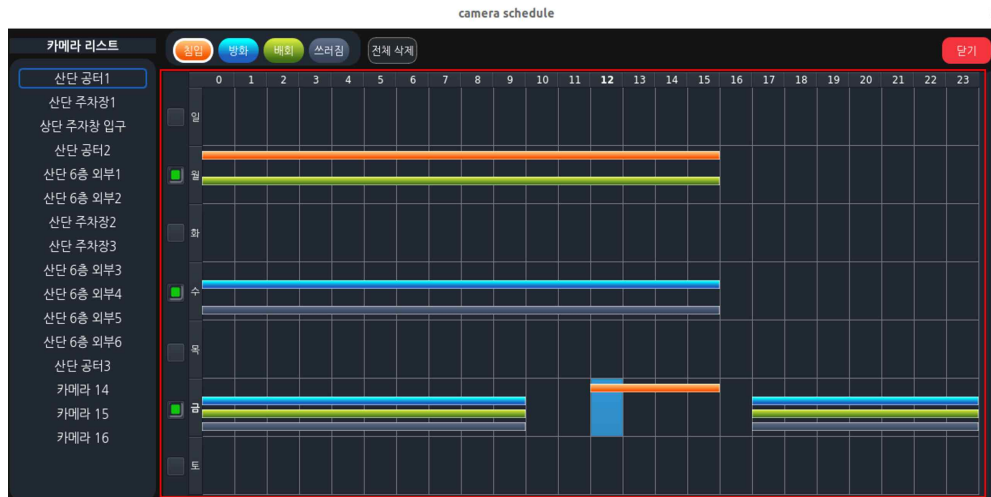 camera schedule
카메라 리스트
침입 방화 배회 쓰러짐 전체 삭제 닫기
산단 공터1
산단 주차장1
상단 주자창 입구
산단 공터2
산단 6층 외부1
산단 6층 외부2
산단 주차장2
산단 주차장3
산단 6층 외부3
산단 6층 외부4
산단 6층 외부5
산단 6층 외부6
산단 공터3
카메라 14
카메라 15
카메라 16
0 1 2 3 4 5 6 7 8 9 10 11 12 13 14 15 16 17 18 19 20 21 22 23
일
월
화
수
목
금
토